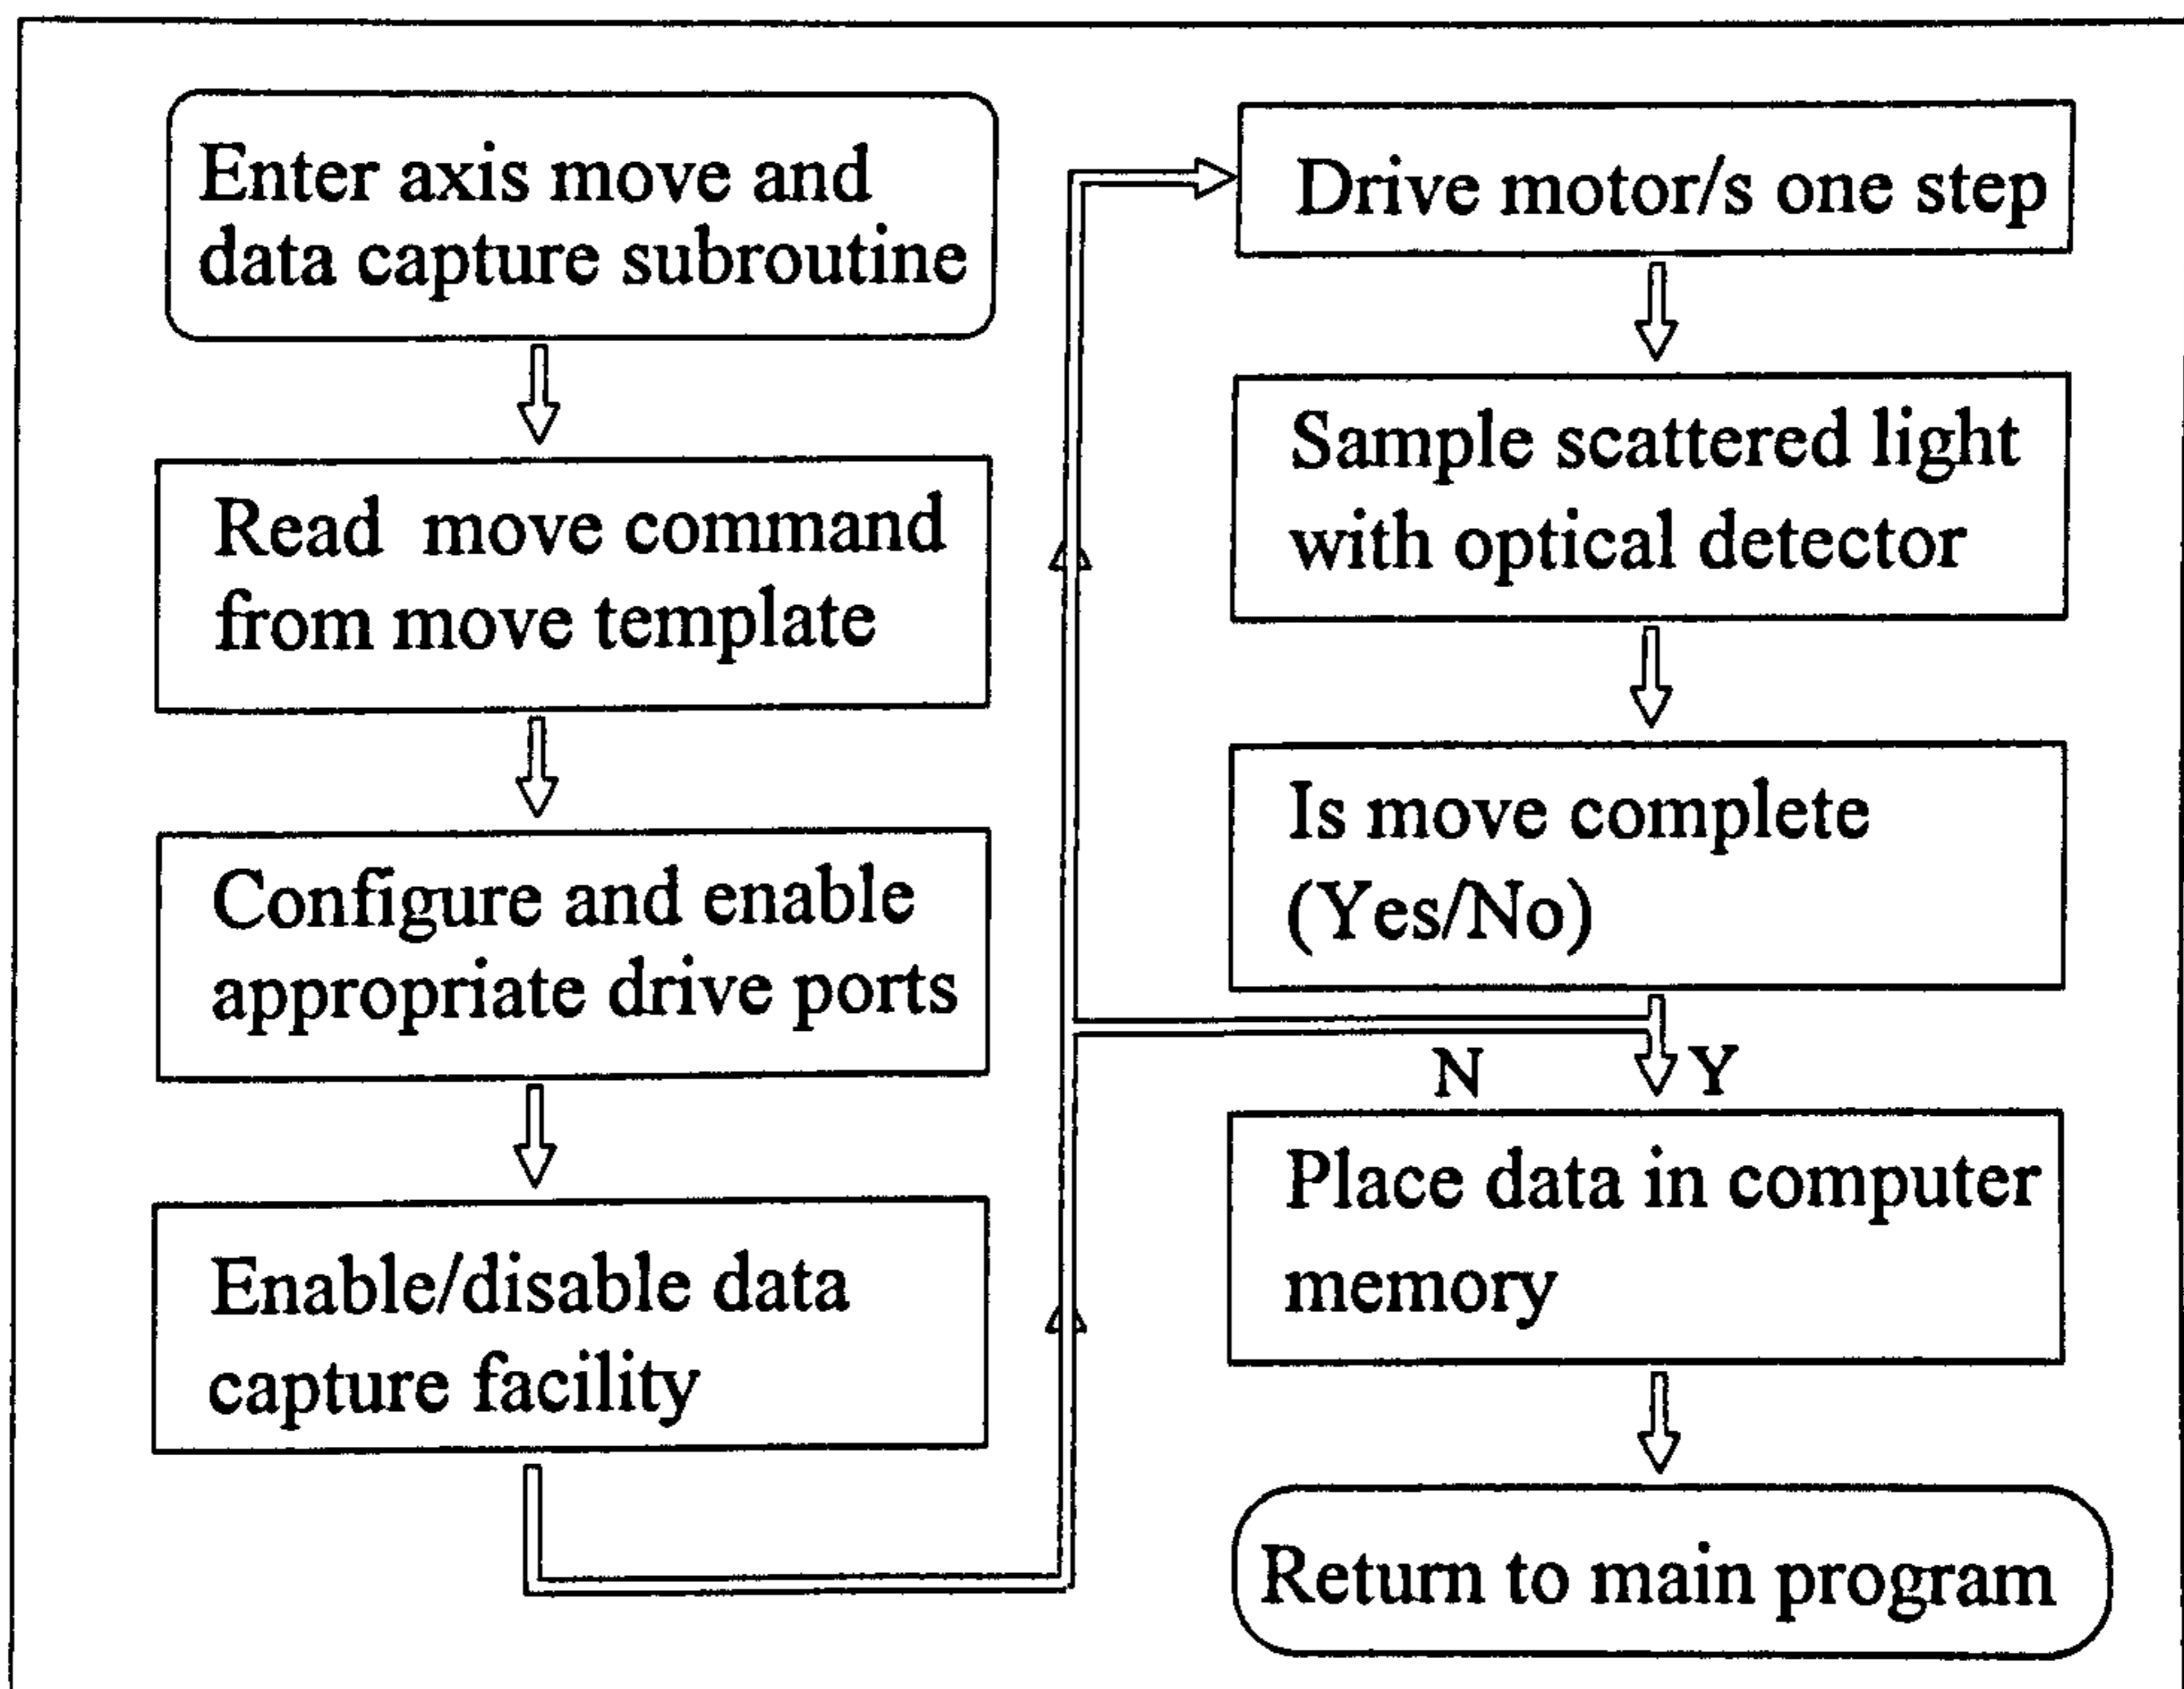 Enter axis move and
data capture subroutine
Read move command
from move template
Configure and enable
appropriate drive ports
Enable/disable data
capture facility
Drive motor/s one step
Sample scattered light
with optical detector
Is move complete
(Yes/No)
N
Y
Place data in computer
memory
Return to main program